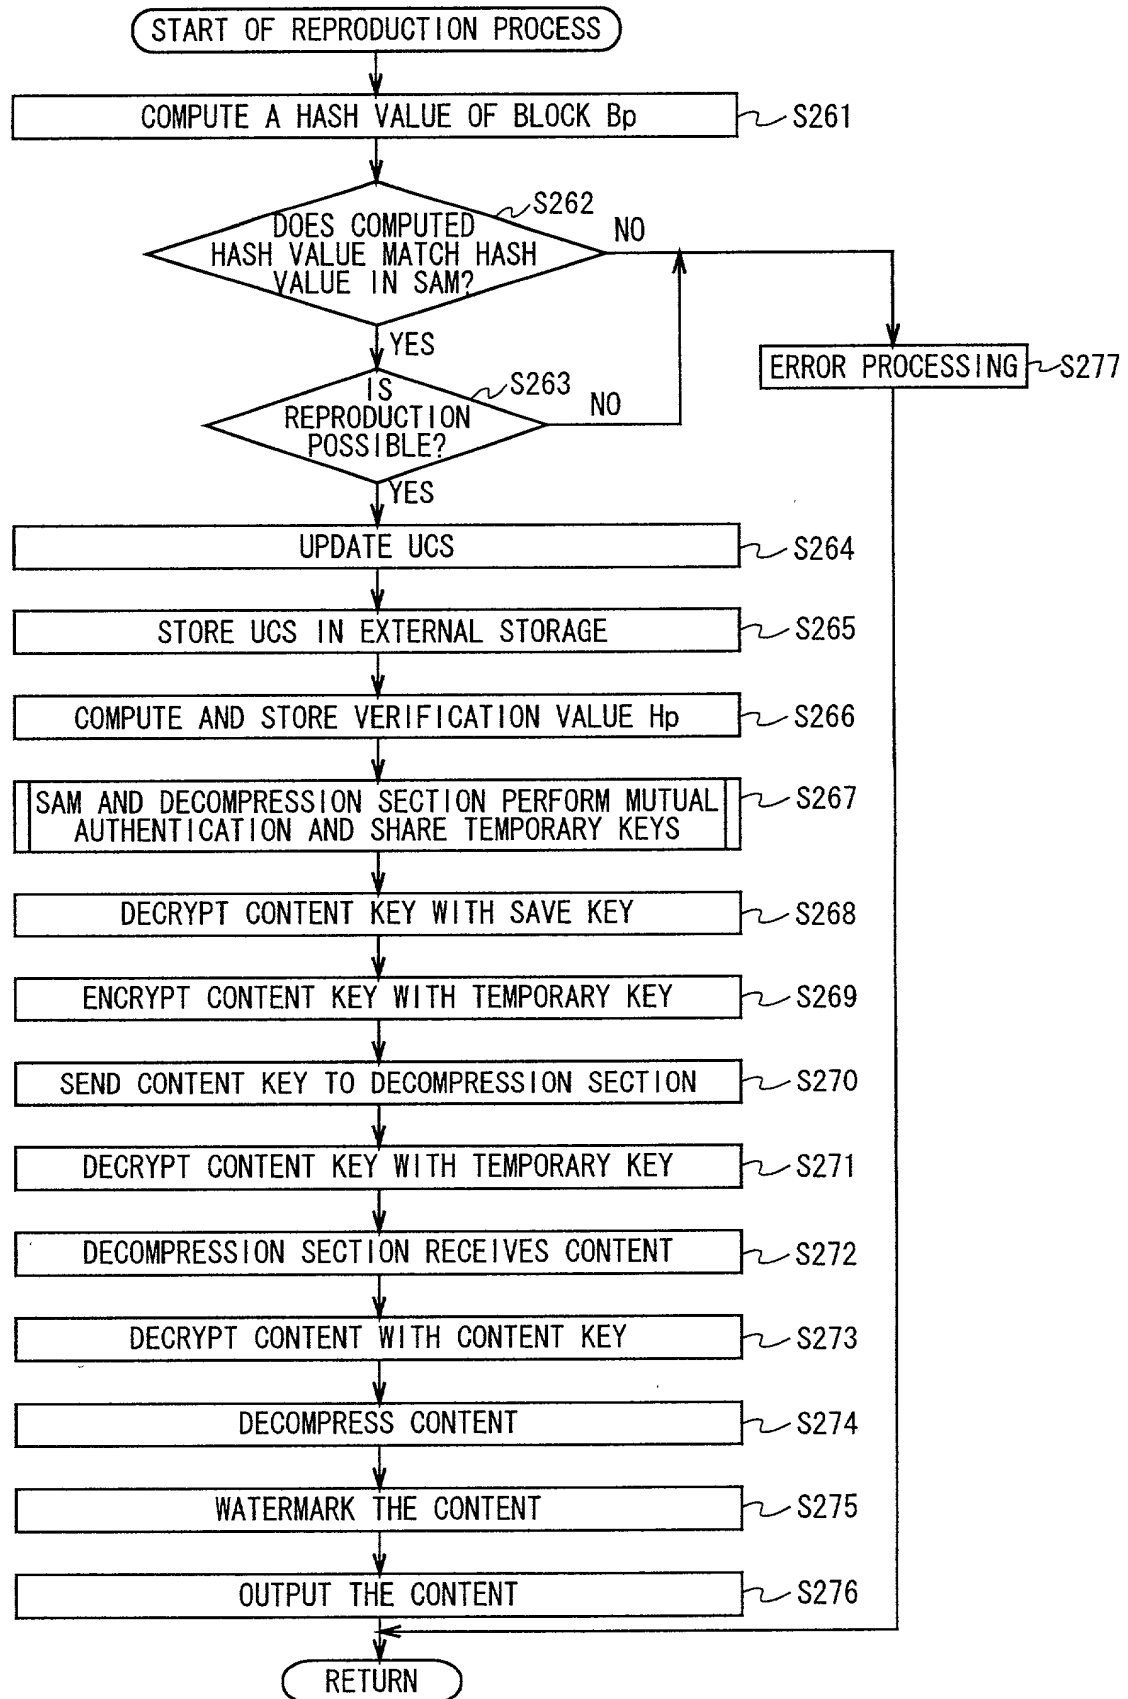 START OF REPRODUCTION PROCESS
COMPUTE A HASH VALUE OF BLOCK Bp
S261
S262
DOES COMPUTED
HASH VALUE MATCH HASH
VALUE IN SAM?
NO
YES
S263
IS
REPRODUCTION
POSSIBLE?
NO
YES
ERROR PROCESSING
S277
UPDATE UCS
S264
STORE UCS IN EXTERNAL STORAGE
S265
COMPUTE AND STORE VERIFICATION VALUE Hp
S266
SAM AND DECOMPRESSION SECTION PERFORM MUTUAL
AUTHENTICATION AND SHARE TEMPORARY KEYS
S267
DECRYPT CONTENT KEY WITH SAVE KEY
S268
ENCRYPT CONTENT KEY WITH TEMPORARY KEY
S269
SEND CONTENT KEY TO DECOMPRESSION SECTION
S270
DECRYPT CONTENT KEY WITH TEMPORARY KEY
S271
DECOMPRESSION SECTION RECEIVES CONTENT
S272
DECRYPT CONTENT WITH CONTENT KEY
S273
DECOMPRESS CONTENT
S274
WATERMARK THE CONTENT
S275
OUTPUT THE CONTENT
S276
RETURN